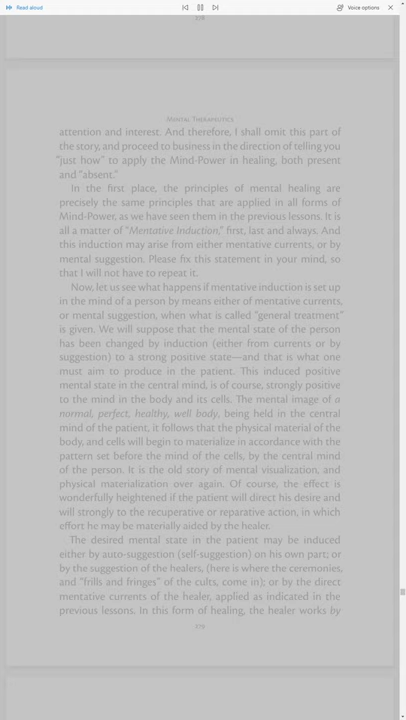 Read aloud
Voice options
378
MENTAL THERAPEUTICS
attention and interest. And therefore, I shall omit this part of
the story, and proceed to business in the direction of telling you
"just how" to apply the Mind-Power in healing, both present
and "absent."
In the first place, the principles of mental healing are
precisely the same principles that are applied in all forms of
Mind-Power, as we have seen them in the previous lessons. It is
all a matter of "Mentative Induction," first, last and always. And
this induction may arise from either mentative currents, or by
mental suggestion. Please fix this statement in your mind, so
that I will not have to repeat it.
Now, let us see what happens if mentative induction is set up
in the mind of a person by means either of mentative currents,
or mental suggestion, when what is called "general treatment"
is given. We will suppose that the mental state of the person
has been changed by induction (either from currents or by
suggestion) to a strong positive state—and that is what one
must aim to produce in the patient. This induced positive
mental state in the central mind, is of course, strongly positive
to the mind in the body and its cells. The mental image of a
normal, perfect, healthy, well body, being held in the central
mind of the patient, it follows that the physical material of the
body, and cells will begin to materialize in accordance with the
pattern set before the mind of the cells, by the central mind
of the person. It is the old story of mental visualization, and
physical materialization over again. Of course, the effect is
wonderfully heightened if the patient will direct his desire and
will strongly to the recuperative or reparative action, in which
effort he may be materially aided by the healer.
The desired mental state in the patient may be induced
either by auto-suggestion (self-suggestion) on his own part; or
by the suggestion of the healers, (here is where the ceremonies,
and "frills and fringes" of the cults, come in); or by the direct
mentative currents of the healer, applied as indicated in the
previous lessons. In this form of healing, the healer works by
379